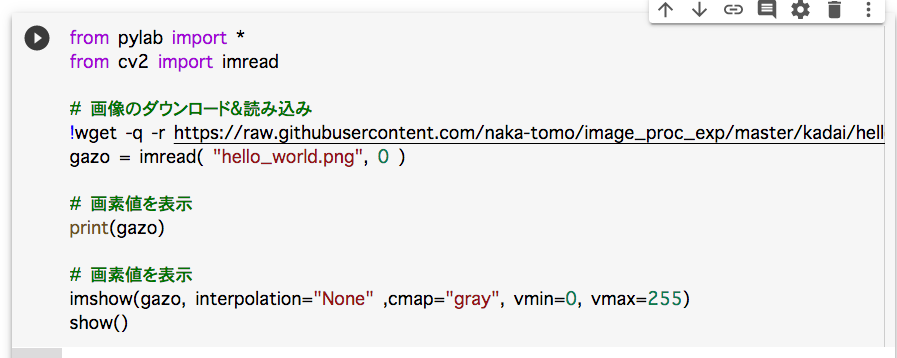 from pylab import *
from cv2 import imread
# 画像のダウンロード&読み込み
!wget -q -r https://raw.githubusercontent.com/naka-tomo/image_proc_exp/master/kadai/hell
gazo = imread( "hello_world.png", 0 )
# 画素値を表示
print(gazo)
# 画素値を表示
imshow(gazo, interpolation="None" ,cmap="gray", vmin=0, vmax=255)
show()